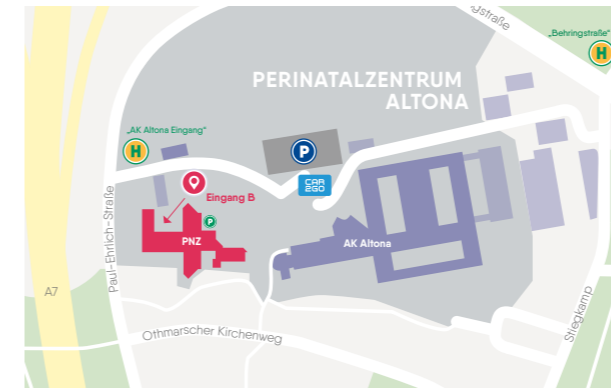 gstraße
„Behringstraße“
H
PERINATALZENTRUM
ALTONA
„AK Altona Eingang“
H
P
CAR
2GO
Eingang B
P
PNZ
AK Altona
Paul-Ehrlich-Straße
A7
Othmarscher Kirchenweg
Stiegkamp